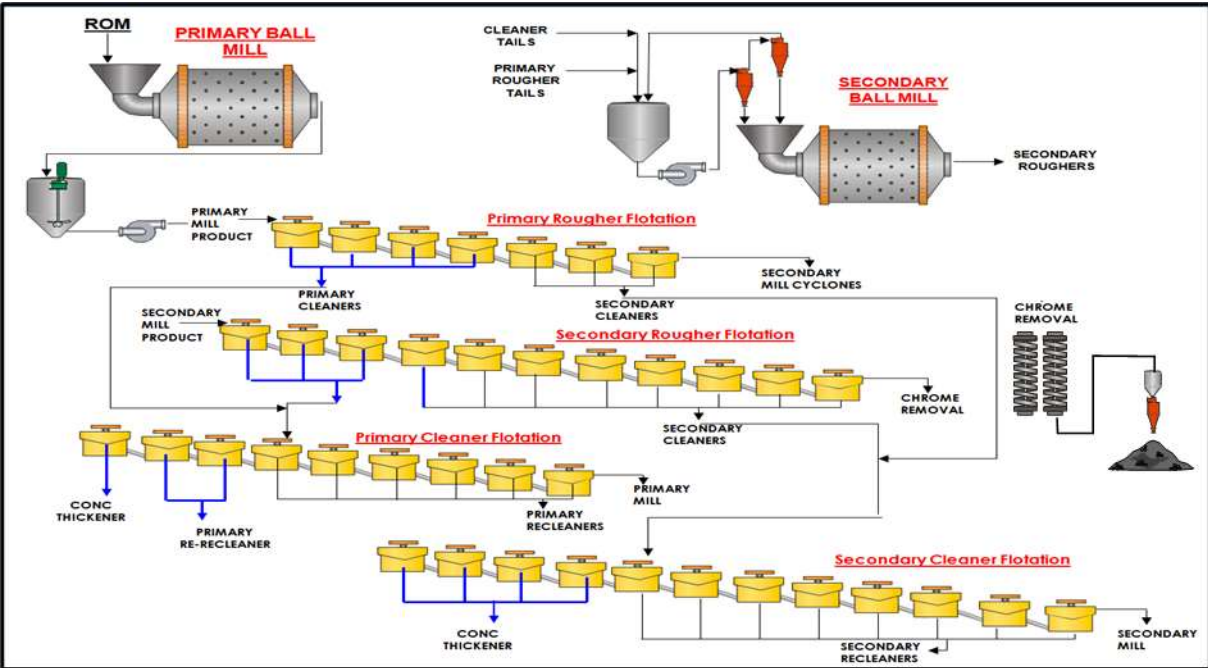 ROM
PRIMARY BALL
MILL
CLEANER
TAILS
PRIMARY
ROUGHER
TAILS
SECONDARY
BALL MILL
SECONDARY
ROUGHERS
PRIMARY
MILL
PRODUCT
Primary Rougher Flotation
SECONDARY
MILL CYCLONES
PRIMARY
CLEANERS
SECONDARY
CLEANERS
CHROME
REMOVAL
SECONDARY
MILL
PRODUCT
Secondary Rougher Flotation
CHROME
REMOVAL
SECONDARY
CLEANERS
Primary Cleaner Flotation
PRIMARY
MILL
CONC
THICKENER
PRIMARY
RE-RECLEANER
PRIMARY
RECLEANERS
Secondary Cleaner Flotation
CONC
THICKENER
SECONDARY
RECLEANERS
SECONDARY
MILL